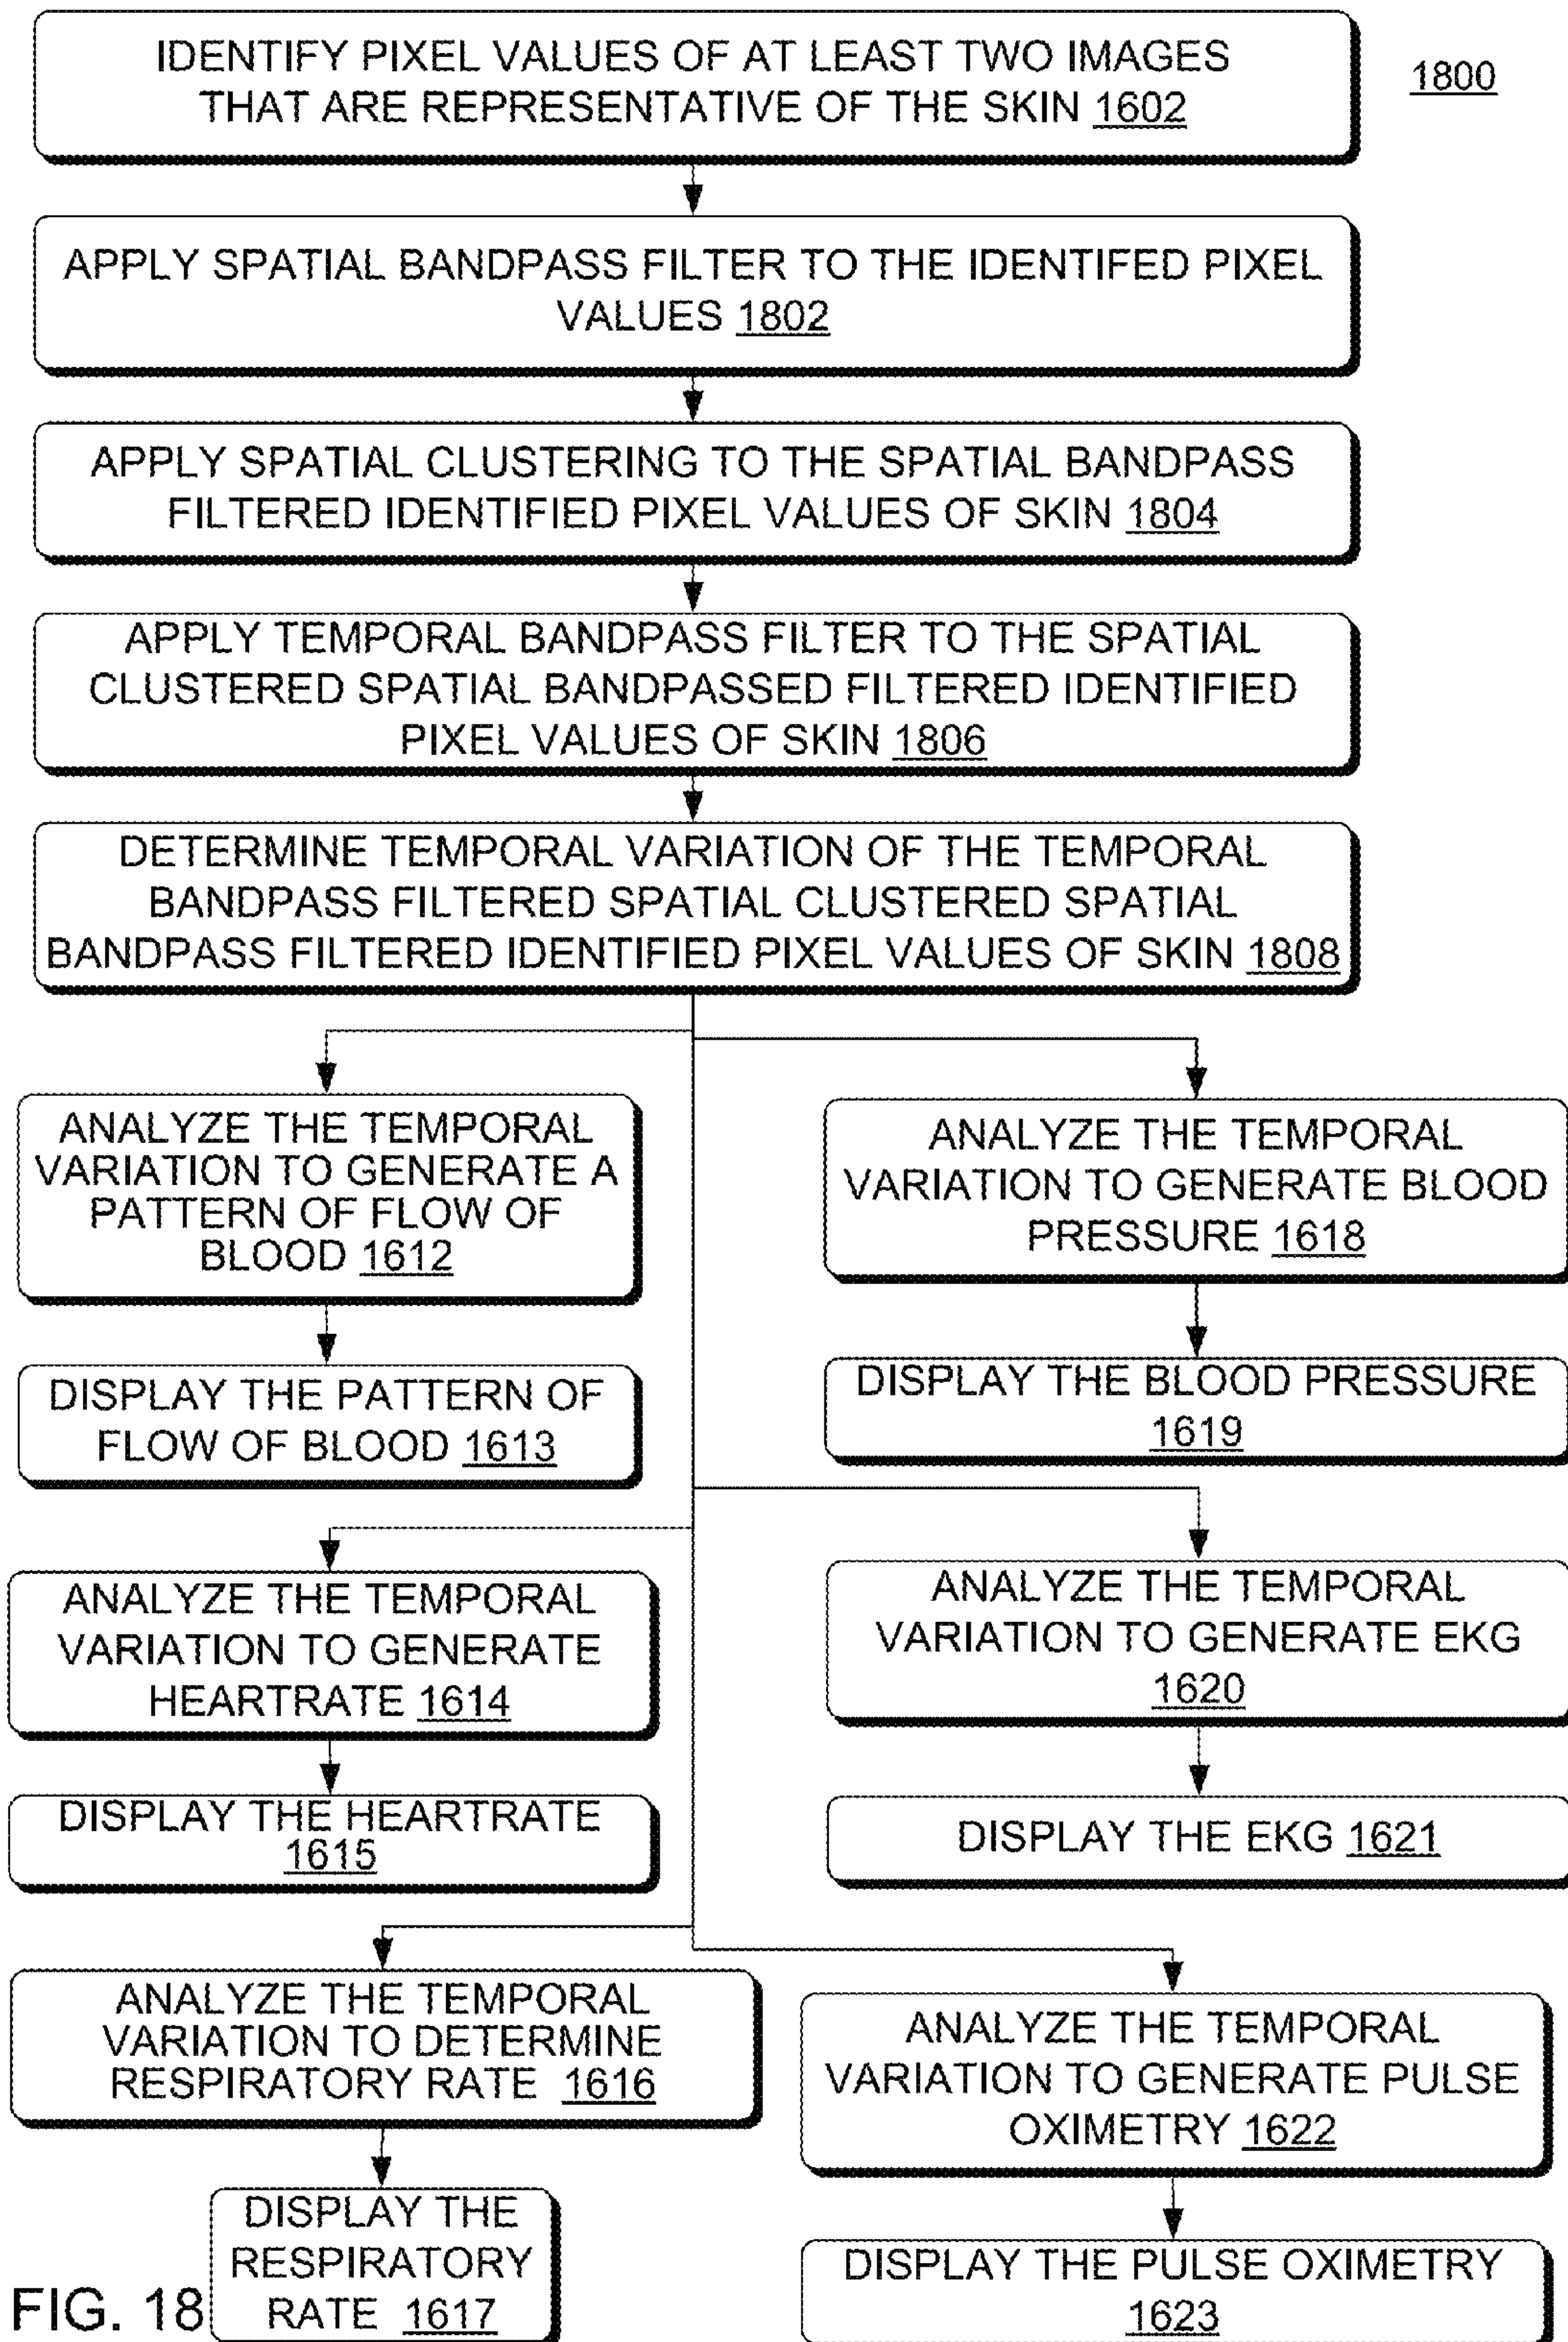 IDENTIFY PIXEL VALUES OF AT LEAST TWO IMAGES
THAT ARE REPRESENTATIVE OF THE SKIN 1602
1800
APPLY SPATIAL BANDPASS FILTER TO THE IDENTIFED PIXEL
VALUES 1802
APPLY SPATIAL CLUSTERING TO THE SPATIAL BANDPASS
FILTERED IDENTIFIED PIXEL VALUES OF SKIN 1804
APPLY TEMPORAL BANDPASS FILTER TO THE SPATIAL
CLUSTERED SPATIAL BANDPASSED FILTERED IDENTIFIED
PIXEL VALUES OF SKIN 1806
DETERMINE TEMPORAL VARIATION OF THE TEMPORAL
BANDPASS FILTERED SPATIAL CLUSTERED SPATIAL
BANDPASS FILTERED IDENTIFIED PIXEL VALUES OF SKIN 1808
ANALYZE THE TEMPORAL
VARIATION TO GENERATE A
PATTERN OF FLOW OF
BLOOD 1612
ANALYZE THE TEMPORAL
VARIATION TO GENERATE BLOOD
PRESSURE 1618
DISPLAY THE PATTERN OF
FLOW OF BLOOD 1613
DISPLAY THE BLOOD PRESSURE
1619
ANALYZE THE TEMPORAL
VARIATION TO GENERATE
HEARTRATE 1614
ANALYZE THE TEMPORAL
VARIATION TO GENERATE EKG
1620
DISPLAY THE HEARTRATE
1615
DISPLAY THE EKG 1621
ANALYZE THE TEMPORAL
VARIATION TO DETERMINE
RESPIRATORY RATE 1616
ANALYZE THE TEMPORAL
VARIATION TO GENERATE PULSE
OXIMETRY 1622
DISPLAY THE
RESPIRATORY
RATE 1617
DISPLAY THE PULSE OXIMETRY
1623
FIG. 18